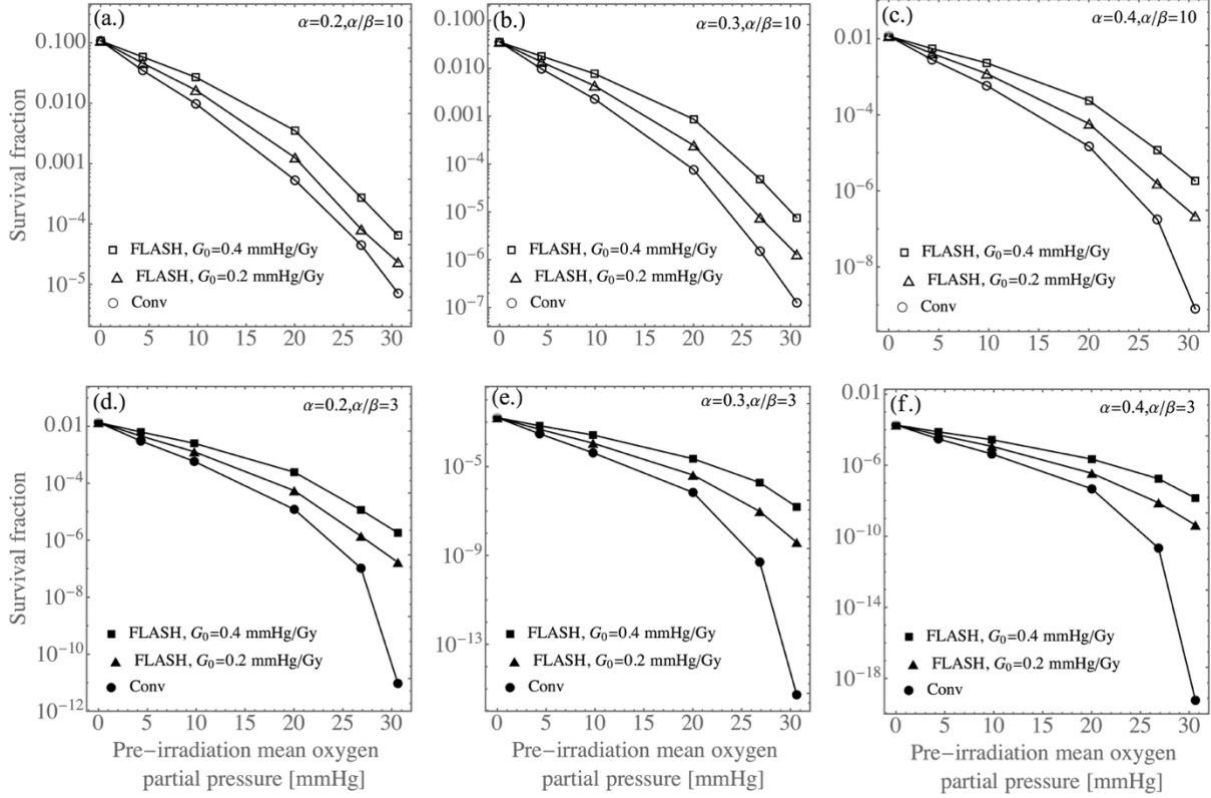 (a.)
α=0.2,α/β=10
0.100
0.010
0.001
10⁻⁴
10⁻⁵
Survival fraction
FLASH, G₀=0.4 mmHg/Gy
FLASH, G₀=0.2 mmHg/Gy
Conv
0 5 10 15 20 25 30
(b.)
α=0.3,α/β=10
0.100
0.010
0.001
10⁻⁴
10⁻⁵
10⁻⁶
10⁻⁷
FLASH, G₀=0.4 mmHg/Gy
FLASH, G₀=0.2 mmHg/Gy
Conv
0 5 10 15 20 25 30
(c.)
α=0.4,α/β=10
0.01
10⁻⁴
10⁻⁶
10⁻⁸
FLASH, G₀=0.4 mmHg/Gy
FLASH, G₀=0.2 mmHg/Gy
Conv
0 5 10 15 20 25 30
(d.)
α=0.2,α/β=3
0.01
10⁻⁴
10⁻⁶
10⁻⁸
10⁻¹⁰
10⁻¹²
Survival fraction
FLASH, G₀=0.4 mmHg/Gy
FLASH, G₀=0.2 mmHg/Gy
Conv
0 5 10 15 20 25 30
Pre−irradiation mean oxygen
partial pressure [mmHg]
(e.)
α=0.3,α/β=3
10⁻⁵
10⁻⁹
10⁻¹³
FLASH, G₀=0.4 mmHg/Gy
FLASH, G₀=0.2 mmHg/Gy
Conv
0 5 10 15 20 25 30
Pre−irradiation mean oxygen
partial pressure [mmHg]
(f.)
α=0.4,α/β=3
0.01
10⁻⁶
10⁻¹⁰
10⁻¹⁴
10⁻¹⁸
FLASH, G₀=0.4 mmHg/Gy
FLASH, G₀=0.2 mmHg/Gy
Conv
0 5 10 15 20 25 30
Pre−irradiation mean oxygen
partial pressure [mmHg]